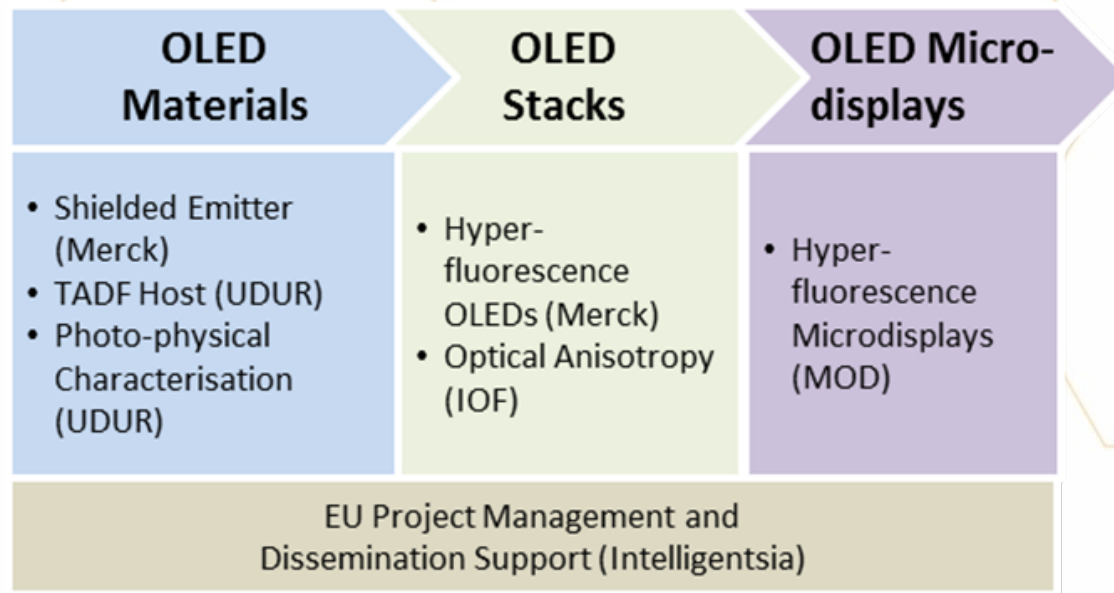 OLED
Materials
OLED
Stacks
OLED Micro-
displays
• Shielded Emitter
(Merck)
• TADF Host (UDUR)
• Photo-physical
Characterisation
(UDUR)
• Hyper-
fluorescence
OLEDs (Merck)
• Optical Anisotropy
(IOF)
• Hyper-
fluorescence
Microdisplays
(MOD)
EU Project Management and
Dissemination Support (Intelligentsia)